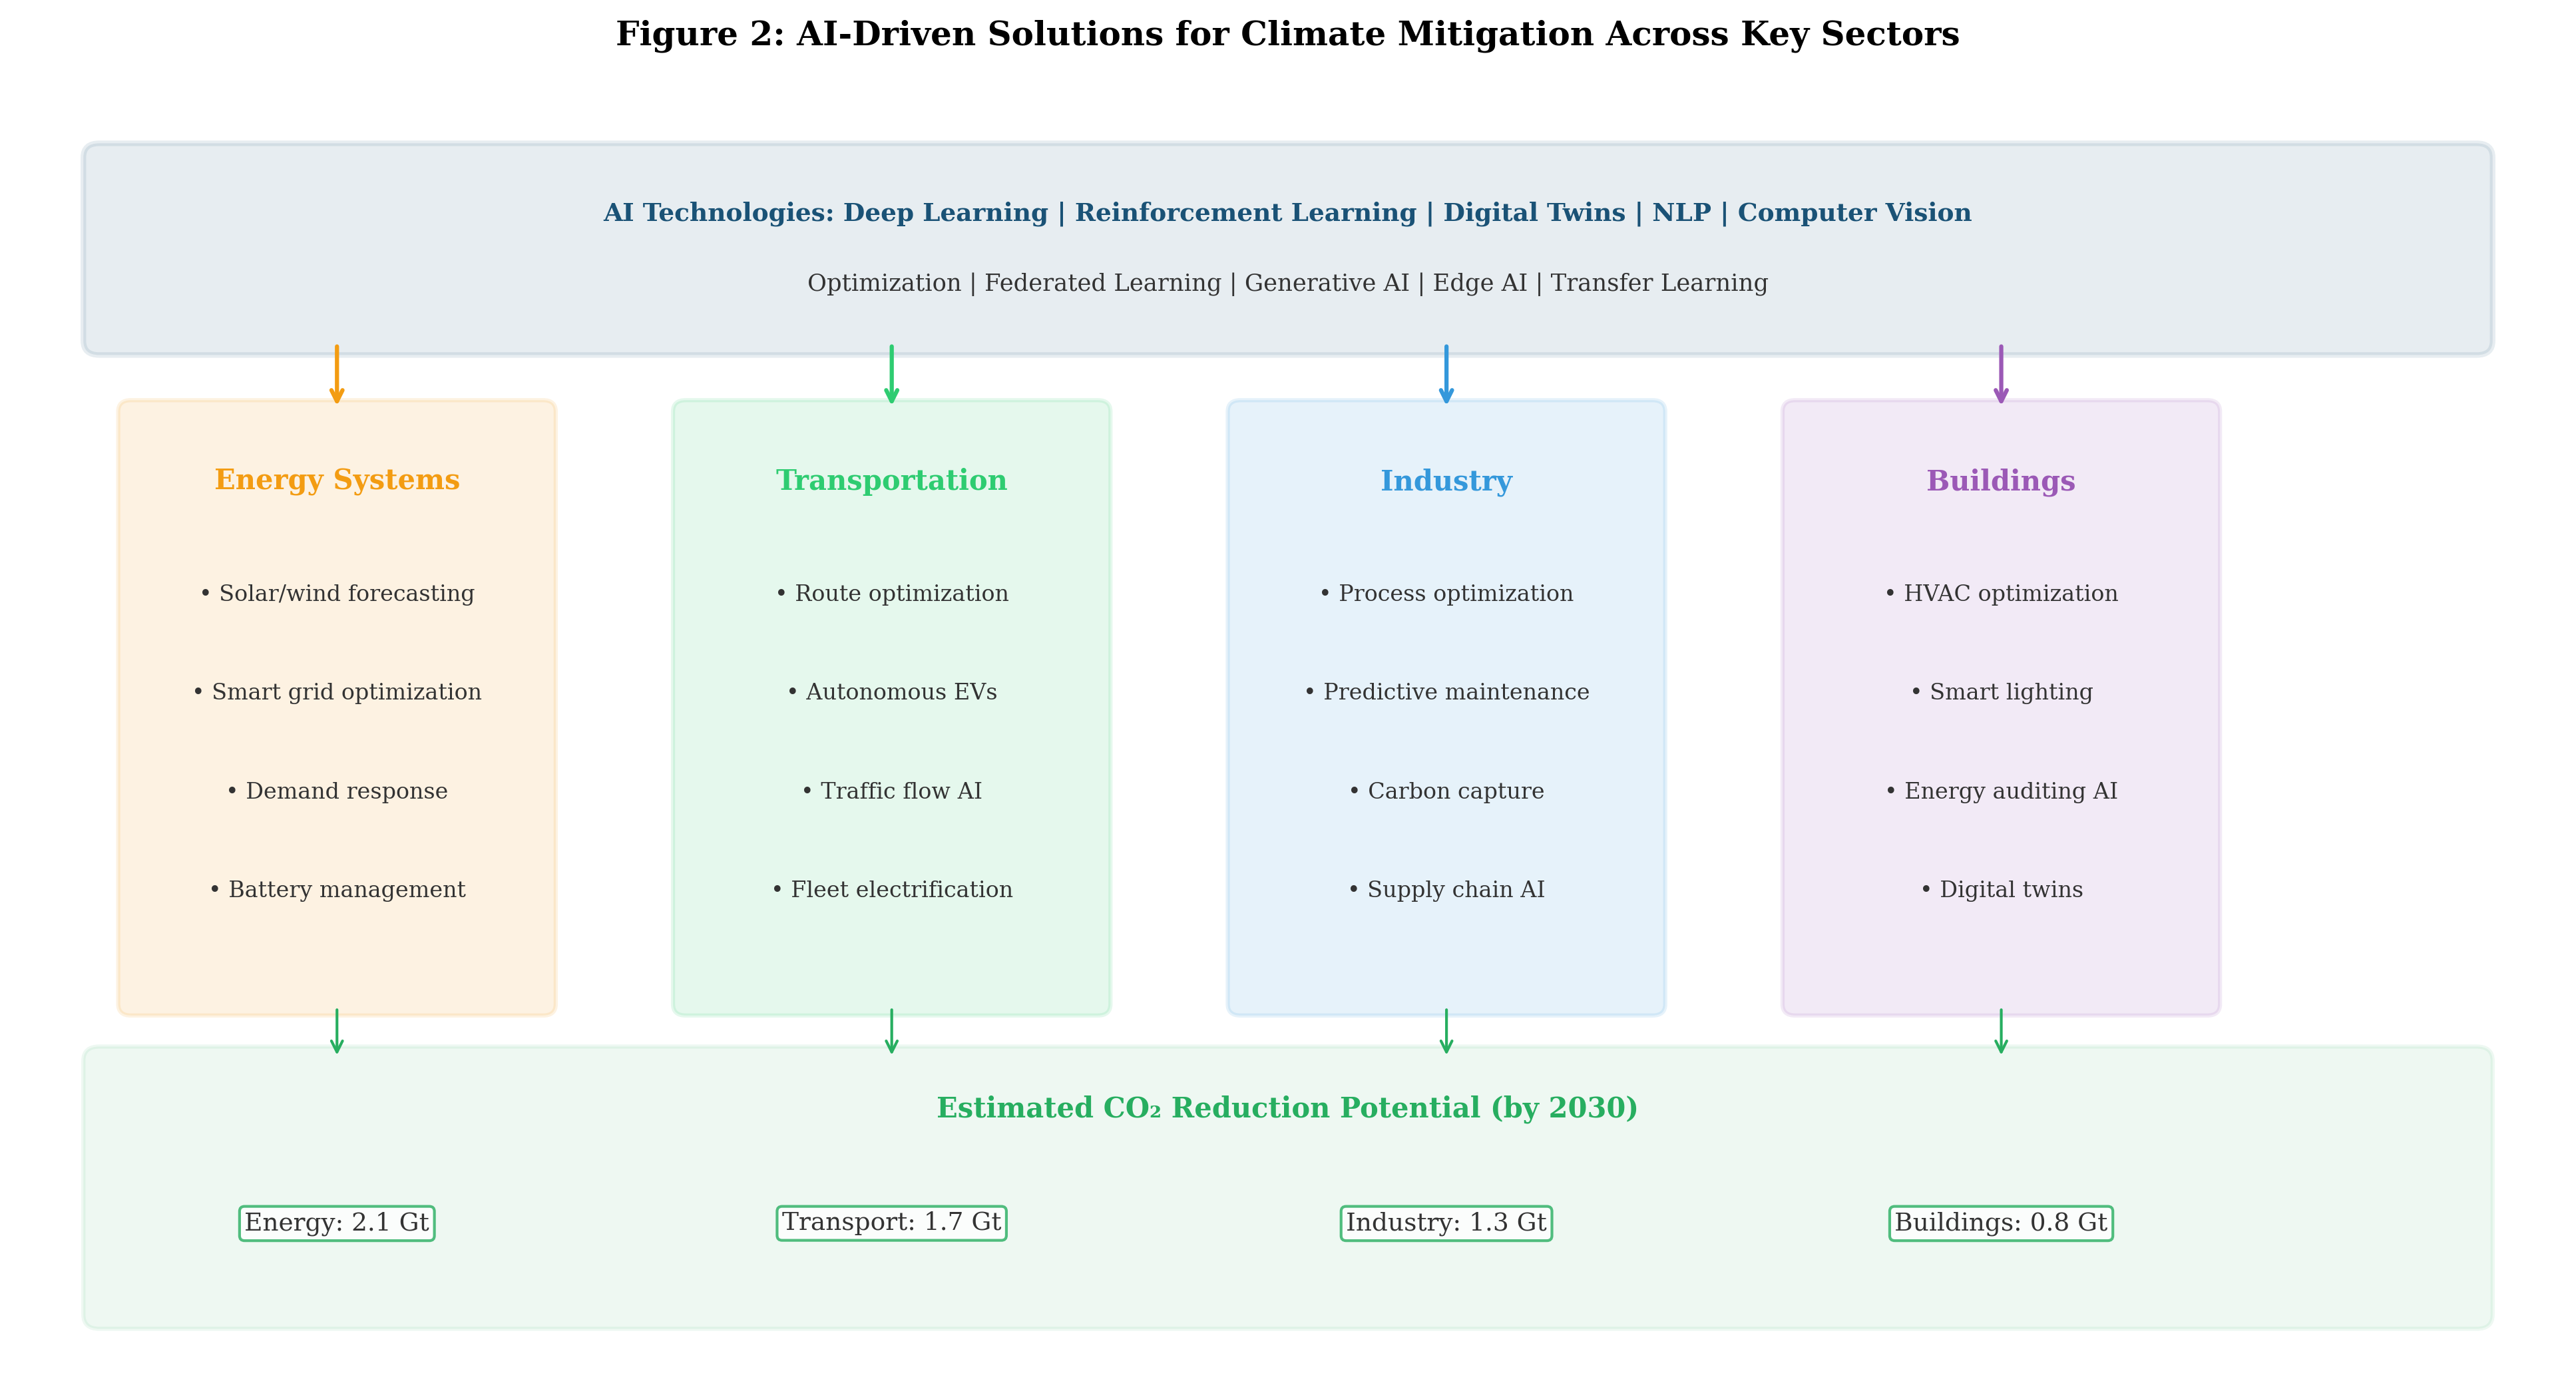 Figure 2: AI-Driven Solutions for Climate Mitigation Across Key Sectors
AI Technologies: Deep Learning | Reinforcement Learning | Digital Twins | NLP | Computer Vision
Optimization | Federated Learning | Generative AI | Edge AI | Transfer Learning
Energy Systems
• Solar/wind forecasting
• Smart grid optimization
• Demand response
• Battery management
Transportation
• Route optimization
• Autonomous EVs
• Traffic flow AI
• Fleet electrification
Industry
• Process optimization
• Predictive maintenance
• Carbon capture
• Supply chain AI
Buildings
• HVAC optimization
• Smart lighting
• Energy auditing AI
• Digital twins
Estimated CO₂ Reduction Potential (by 2030)
Energy: 2.1 Gt
Transport: 1.7 Gt
Industry: 1.3 Gt
Buildings: 0.8 Gt